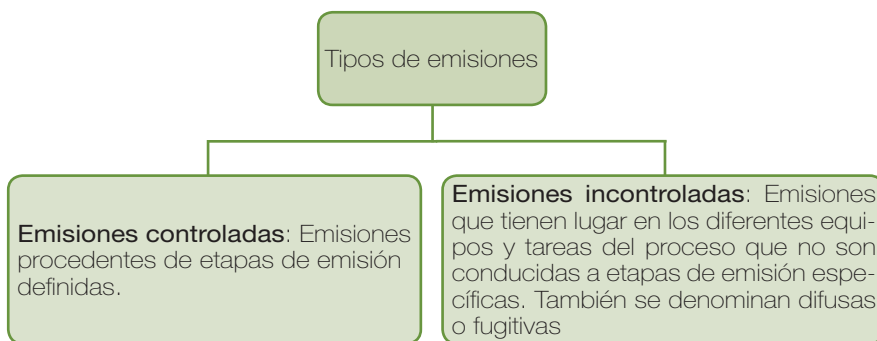 Tipos de emisiones
Emisiones controladas: Emisiones
procedentes de etapas de emisión
definidas.
Emisiones incontroladas: Emisiones
que tienen lugar en los diferentes equi-
pos y tareas del proceso que no son
conducidas a etapas de emisión espe-
cíficas. También se denominan difusas
o fugitivas